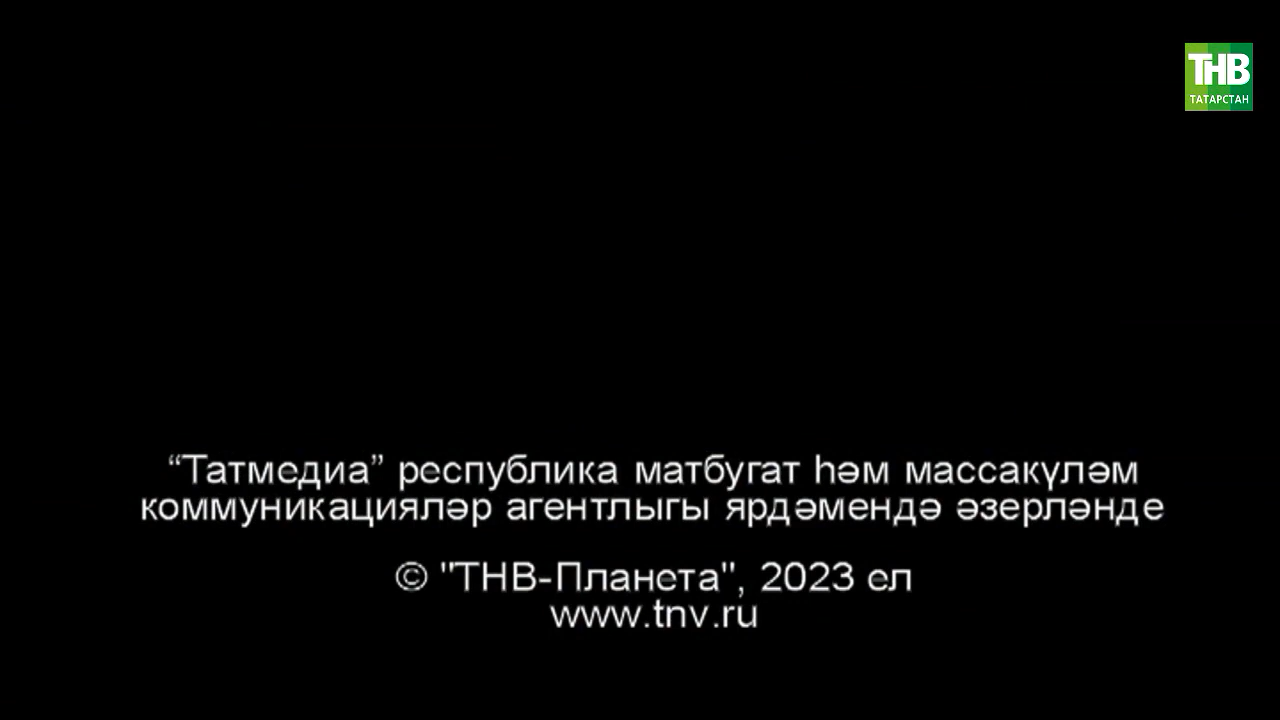 ТНВ
ТАТАРСТАН
“Татмедиа” республика матбугат һәм массакүләм
коммуникацияләр агентлыгы ярдәмендә әзерләнде
© "ТНВ-Планета", 2023 ел
www.tnv.ru